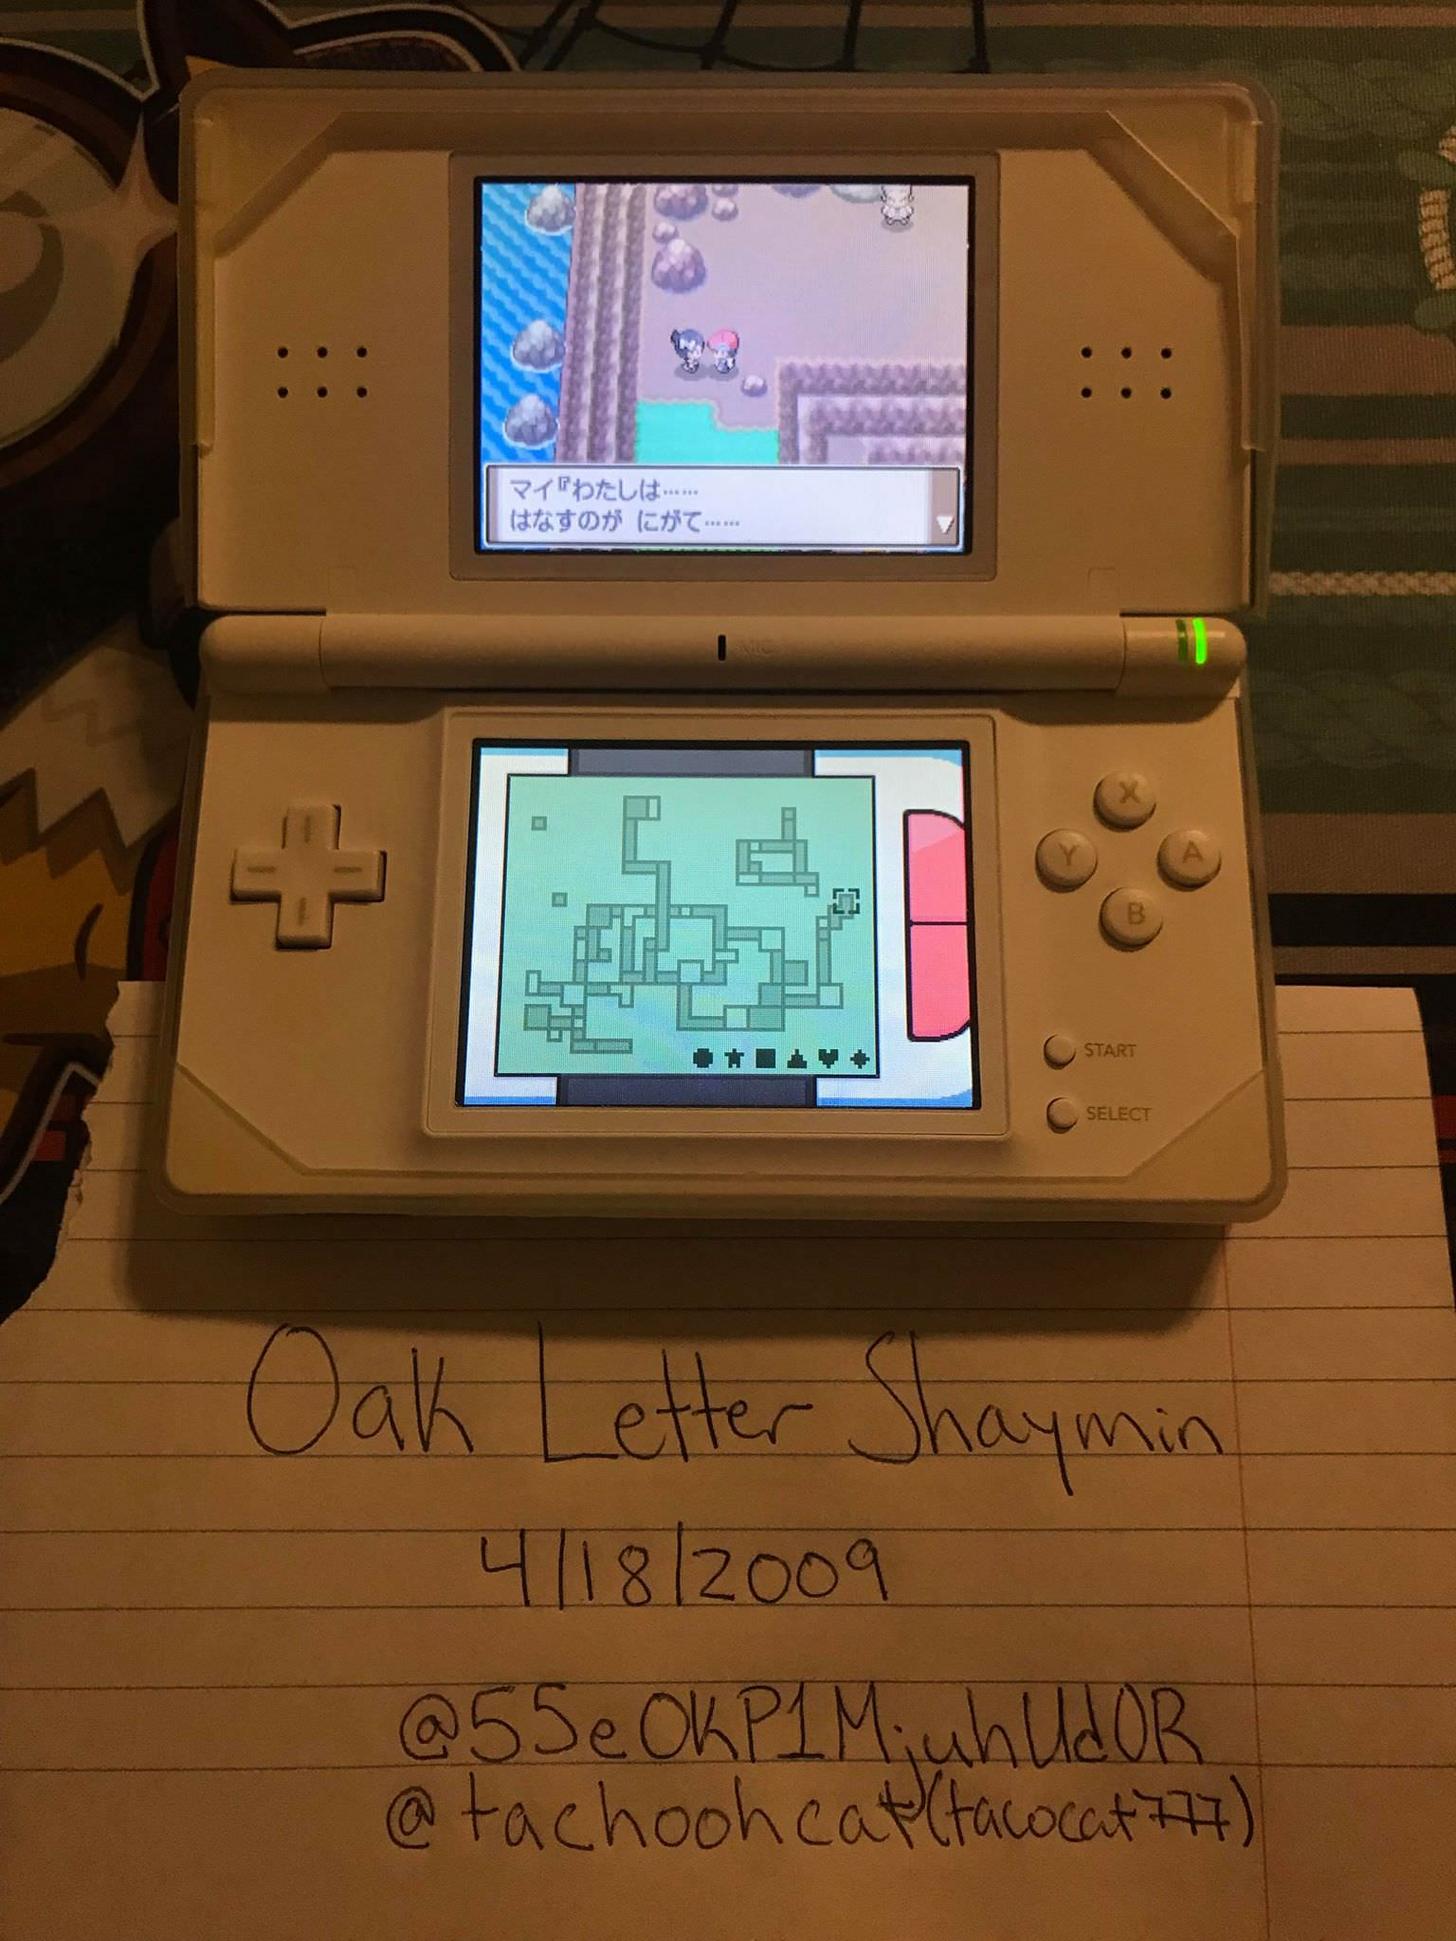 マイ『わたしは……
はなすのが にがて……
MIC
X
Y
A
B
START
SELECT
Oak Letter Shaymin
4/18/2009
@55eOKP1MjuhUdOR
@tachoohcat(tacocat777)